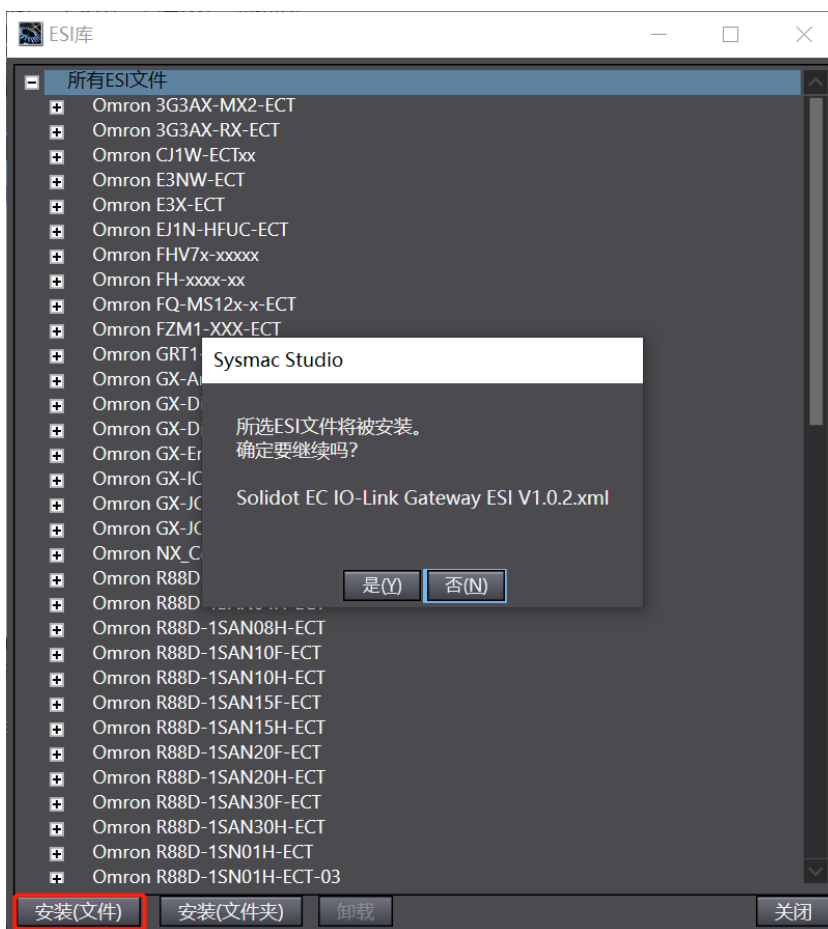 ESI库
所有ESI文件
Omron 3G3AX-MX2-ECT
Omron 3G3AX-RX-ECT
Omron CJ1W-ECTxx
Omron E3NW-ECT
Omron E3X-ECT
Omron EJ1N-HFUC-ECT
Omron FHV7x-xxxxx
Omron FH-xxxx-xx
Omron FQ-MS12x-x-ECT
Omron FZM1-XXX-ECT
Omron GRT1-
Omron GX-A
Omron GX-D
Omron GX-D
Omron GX-E
Omron GX-IC
Omron GX-JC
Omron GX-JC
Omron NX_C
Omron R88D
Omron R88D
Omron R88D-1SAN08H-ECT
Omron R88D-1SAN10F-ECT
Omron R88D-1SAN10H-ECT
Omron R88D-1SAN15F-ECT
Omron R88D-1SAN15H-ECT
Omron R88D-1SAN20F-ECT
Omron R88D-1SAN20H-ECT
Omron R88D-1SAN30F-ECT
Omron R88D-1SAN30H-ECT
Omron R88D-1SN01H-ECT
Omron R88D-1SN01H-ECT-03
Sysmac Studio
所选ESI文件将被安装。
确定要继续吗?
Solidot EC IO-Link Gateway ESI V1.0.2.xml
是(Y) 否(N)
安装(文件) 安装(文件夹) 卸载 关闭